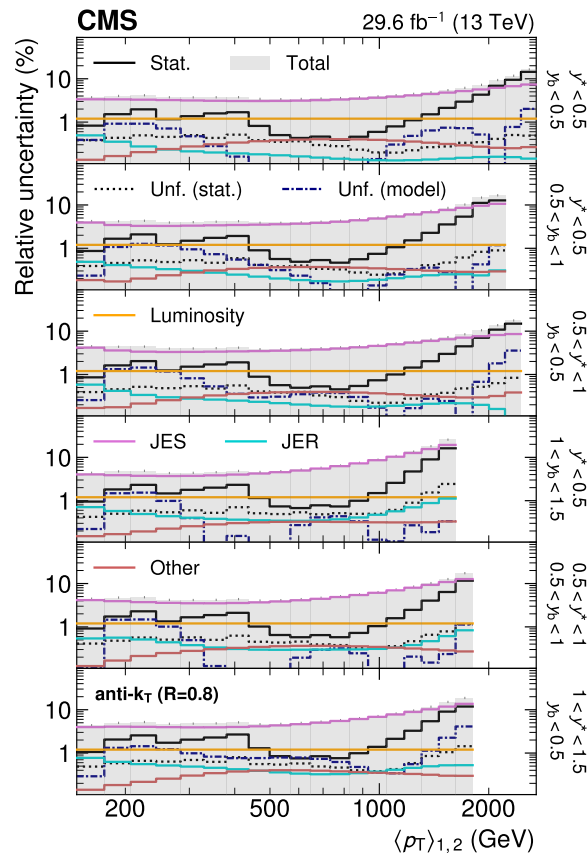 CMS 29.6 fb⁻¹ (13 TeV)
Relative uncertainty (%)
10
1
Stat. Total
y* < 0.5
y_b < 0.5
10
1
Unf. (stat.) Unf. (model)
y* < 0.5
0.5 < y_b < 1
10
1
Luminosity
0.5 < y* < 1
y_b < 0.5
10
1
JES JER
y* < 0.5
1 < y_b < 1.5
10
1
Other
0.5 < y* < 1
0.5 < y_b < 1
10
1
anti-k_T (R=0.8)
1 < y* < 1.5
y_b < 0.5
200 500 1000 2000
⟨p_T⟩_1,2 (GeV)